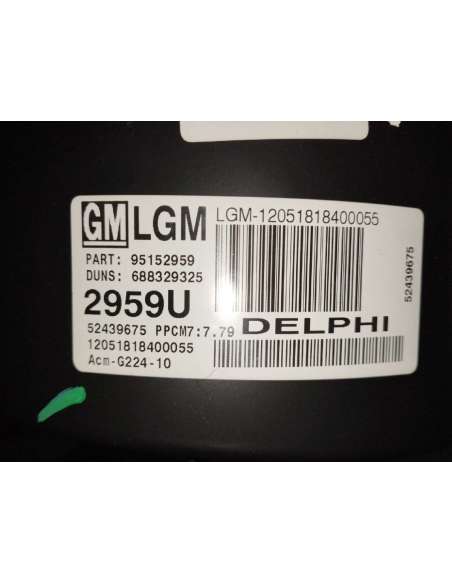 GM LGM
LGM-12051818400055
PART: 95152959
DUNS: 688329325
2959U
52439675 PPCM7:7.79
DELPHI
12051818400055
Acm-G224-10
52439675